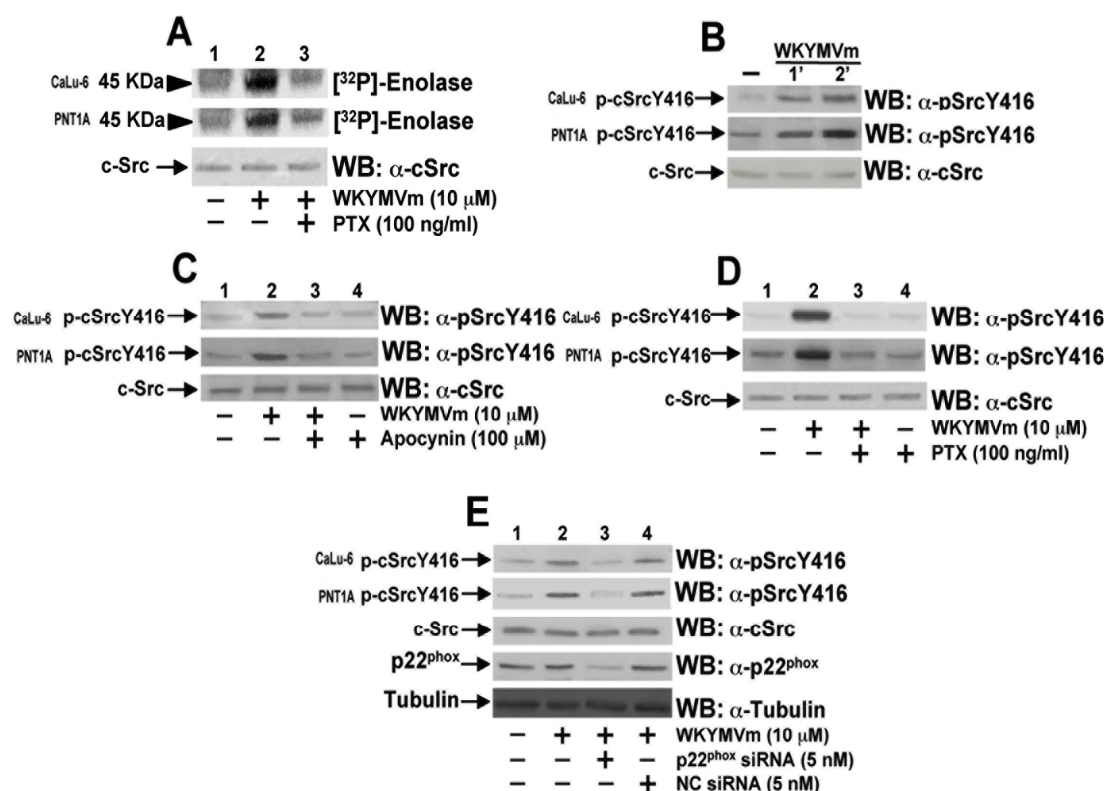 A
1 2 3
CaLu-6 45 KDa [³²P]-Enolase
PNT1A 45 KDa [³²P]-Enolase
c-Src WB: α-cSrc
– + + WKYMVm (10 μM)
– – + PTX (100 ng/ml)
B
WKYMVm
– 1' 2'
CaLu-6 p-cSrcY416 WB: α-pSrcY416
PNT1A p-cSrcY416 WB: α-pSrcY416
c-Src WB: α-cSrc
C
1 2 3 4
CaLu-6 p-cSrcY416 WB: α-pSrcY416
PNT1A p-cSrcY416 WB: α-pSrcY416
c-Src WB: α-cSrc
– + + – WKYMVm (10 μM)
– – + + Apocynin (100 μM)
D
1 2 3 4
CaLu-6 p-cSrcY416 WB: α-pSrcY416
PNT1A p-cSrcY416 WB: α-pSrcY416
c-Src WB: α-cSrc
– + + – WKYMVm (10 μM)
– – + + PTX (100 ng/ml)
E
1 2 3 4
CaLu-6 p-cSrcY416 WB: α-pSrcY416
PNT1A p-cSrcY416 WB: α-pSrcY416
c-Src WB: α-cSrc
p22ᵖʰᵒˣ WB: α-p22ᵖʰᵒˣ
Tubulin WB: α-Tubulin
– + + + WKYMVm (10 μM)
– – + – p22ᵖʰᵒˣ siRNA (5 nM)
– – – + NC siRNA (5 nM)